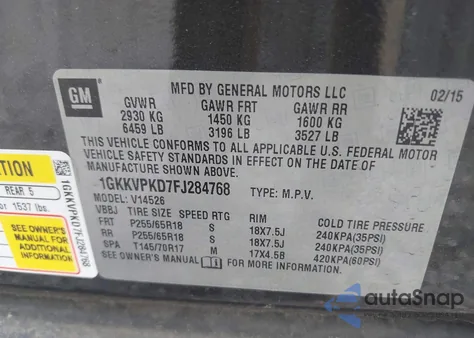 GM
MFD BY GENERAL MOTORS LLC
02/15
GVWR GAWR FRT GAWR RR
2930 KG 1450 KG 1600 KG
6459 LB 3196 LB 3527 LB
THIS VEHICLE CONFORMS TO ALL APPLICABLE U.S. FEDERAL MOTOR
VEHICLE SAFETY STANDARDS IN EFFECT ON THE DATE OF
MANUFACTURE SHOWN ABOVE.
1GKKVPKD7FJ284768 TYPE: M.P.V.
MODEL: V14526
VBBJ TIRE SIZE SPEED RTG RIM COLD TIRE PRESSURE
FRT P255/65R18 S 18X7.5J 240KPA(35PSI)
RR P255/65R18 S 18X7.5J 240KPA(35PSI)
SPA T145/70R17 M 17X4.5B 420KPA(60PSI)
SEE OWNER'S MANUAL FOR MORE INFORMATION.
REAR 5
1537 lbs.
SEE OWNER'S
MANUAL FOR
ADDITIONAL
INFORMATION
1GKKVPKD7FJ284768
autoSnap